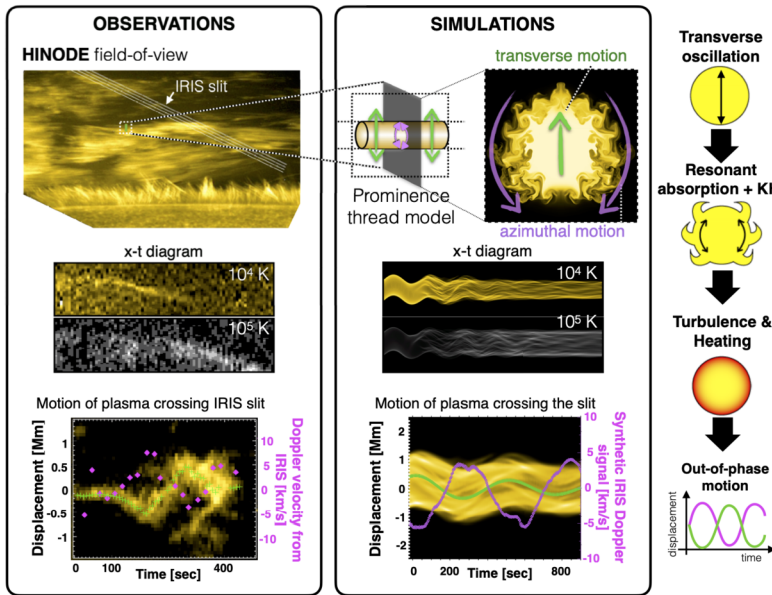 OBSERVATIONS
HINODE field-of-view
IRIS slit
x-t diagram
10⁴ K
10⁵ K
Motion of plasma crossing IRIS slit
Displacement [Mm]
1
0.5
0
-0.5
-1
10
5
0
-5
-10
Doppler velocity from
IRIS [km/s]
0
100
200
400
Time [sec]
SIMULATIONS
transverse motion
Prominence
thread model
azimuthal motion
x-t diagram
10⁴ K
10⁵ K
Motion of plasma crossing the slit
Displacement [Mm]
2
1
0
-1
-2
10
5
0
-5
-10
Synthetic IRIS Doppler
signal [km/s]
0
200
800
Time [sec]
Transverse
oscillation
Resonant
absorption + KI
Turbulence &
Heating
Out-of-phase
motion
displacement
time